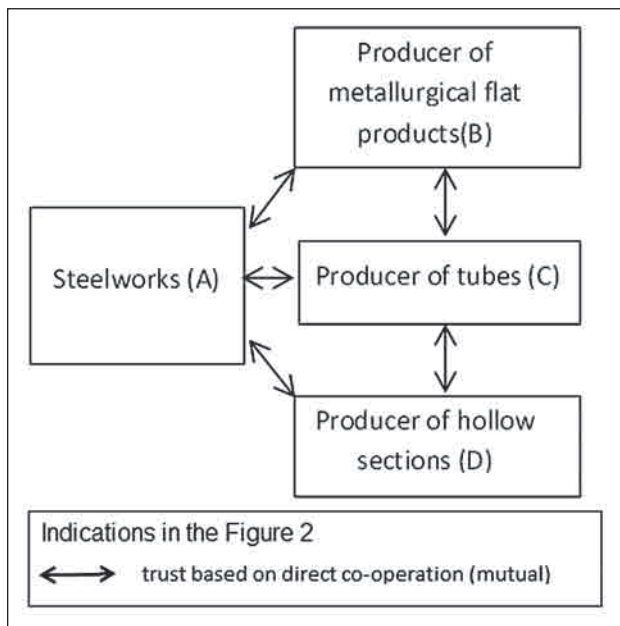 Producer of
metallurgical flat
products(B)
Steelworks (A)
Producer of tubes (C)
Producer of hollow
sections (D)
Indications in the Figure 2
trust based on direct co-operation (mutual)